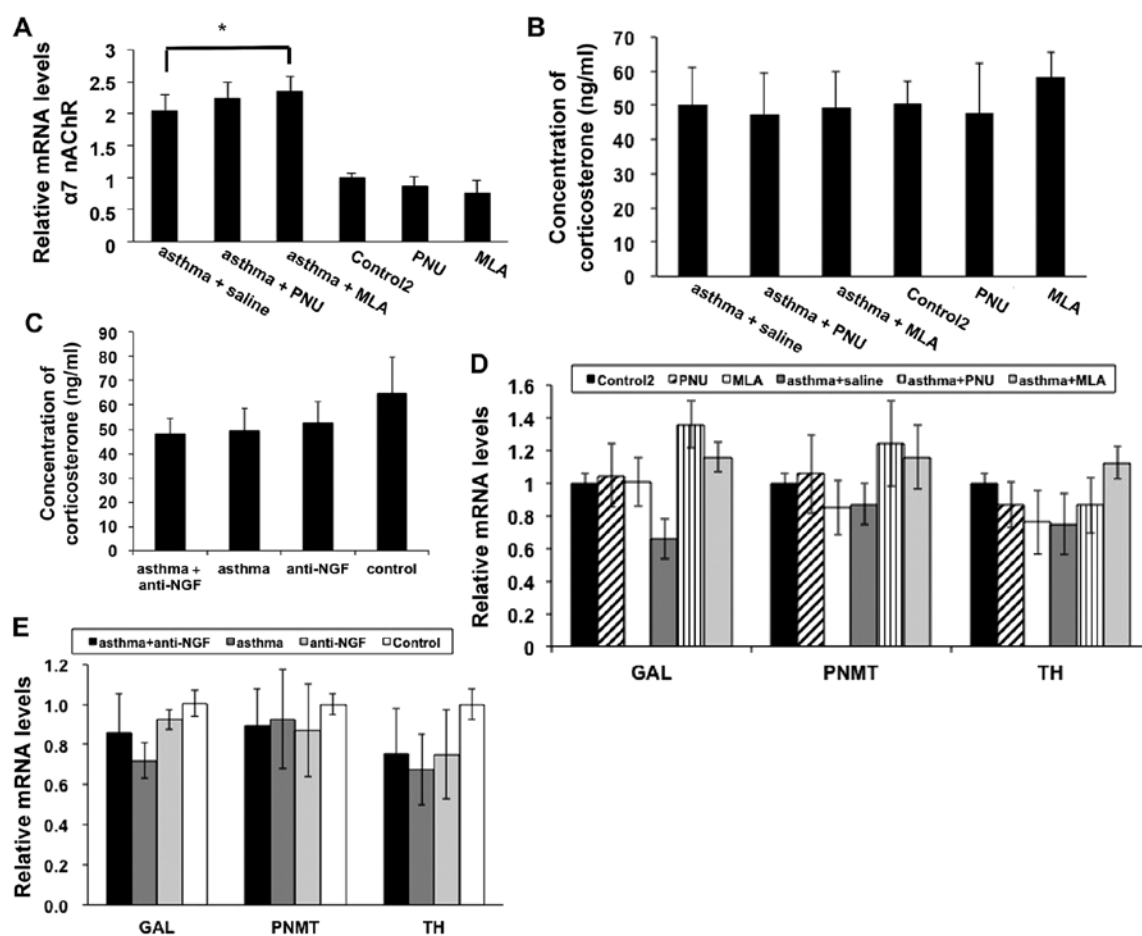 A
*
3
2.5
2
1.5
1
0.5
0
Relative mRNA levels
α7 nAChR
asthma + saline
asthma + PNU
asthma + MLA
Control2
PNU
MLA
B
70
60
50
40
30
20
10
0
Concentration of
corticosterone (ng/ml)
asthma + saline
asthma + PNU
asthma + MLA
Control2
PNU
MLA
C
90
80
70
60
50
40
30
20
10
0
Concentration of
corticosterone (ng/ml)
asthma +
anti-NGF
asthma
anti-NGF
control
D
Control2 PNU MLA asthma+saline asthma+PNU asthma+MLA
1.6
1.4
1.2
1
0.8
0.6
0.4
0.2
0
Relative mRNA levels
GAL PNMT TH
E
asthma+anti-NGF asthma anti-NGF Control
1.2
1.0
0.8
0.6
0.4
0.2
0.0
Relative mRNA levels
GAL PNMT TH